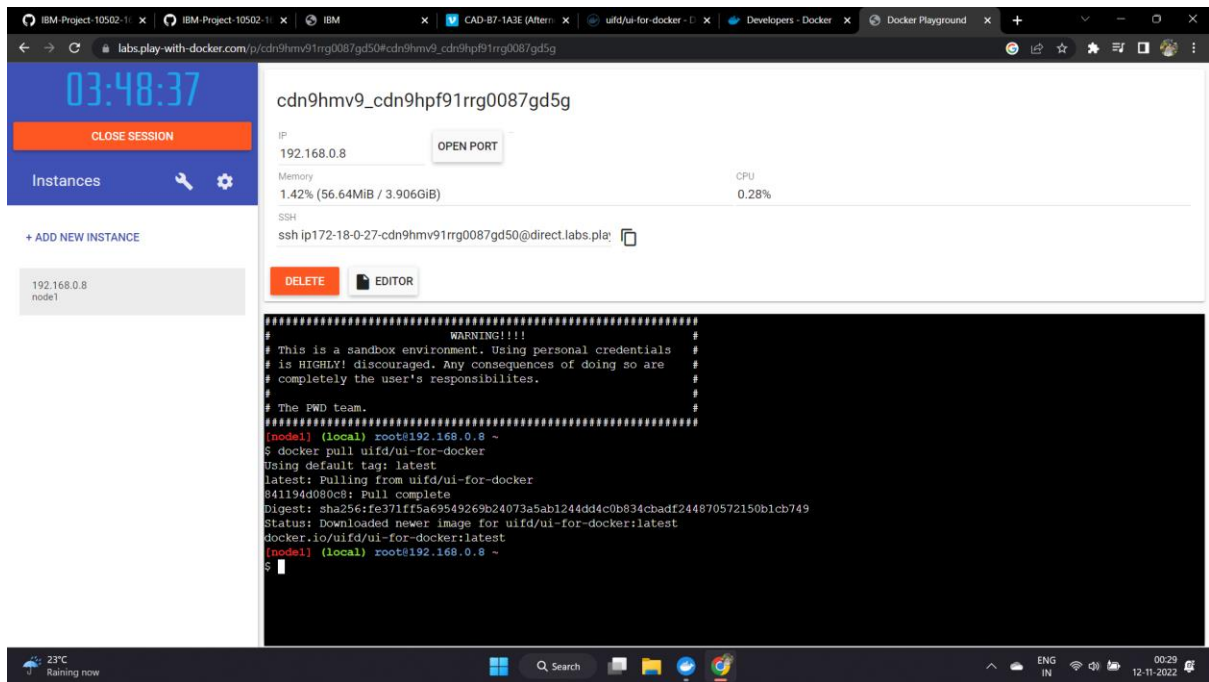 IBM-Project-10502-1(
IBM-Project-10502-1(
IBM
CAD-B7-1A3E (Aftern
uifd/ui-for-docker - D
Developers - Docker
Docker Playground
labs.play-with-docker.com/p/cdn9hmv91rrg0087gd50#cdn9hmv9_cdn9hpf91rrg0087gd5g
03:48:37
CLOSE SESSION
Instances
+ ADD NEW INSTANCE
192.168.0.8
node1
cdn9hmv9_cdn9hpf91rrg0087gd5g
IP
192.168.0.8
OPEN PORT
Memory
1.42% (56.64MiB / 3.906GiB)
CPU
0.28%
SSH
ssh ip172-18-0-27-cdn9hmv91rrg0087gd50@direct.labs.play
DELETE
EDITOR
###############################################################
# WARNING!!!! #
# This is a sandbox environment. Using personal credentials #
# is HIGHLY! discouraged. Any consequences of doing so are #
# completely the user's responsibilites. #
# #
# The PWD team. #
###############################################################
[node1] (local) root@192.168.0.8 ~
$ docker pull uifd/ui-for-docker
Using default tag: latest
latest: Pulling from uifd/ui-for-docker
841194d080c8: Pull complete
Digest: sha256:fe371ff5a69549269b24073a5ab1244dd4c0b834cbadf244870572150b1cb749
Status: Downloaded newer image for uifd/ui-for-docker:latest
docker.io/uifd/ui-for-docker:latest
[node1] (local) root@192.168.0.8 ~
$
23°C
Raining now
Search
ENG
IN
00:29
12-11-2022